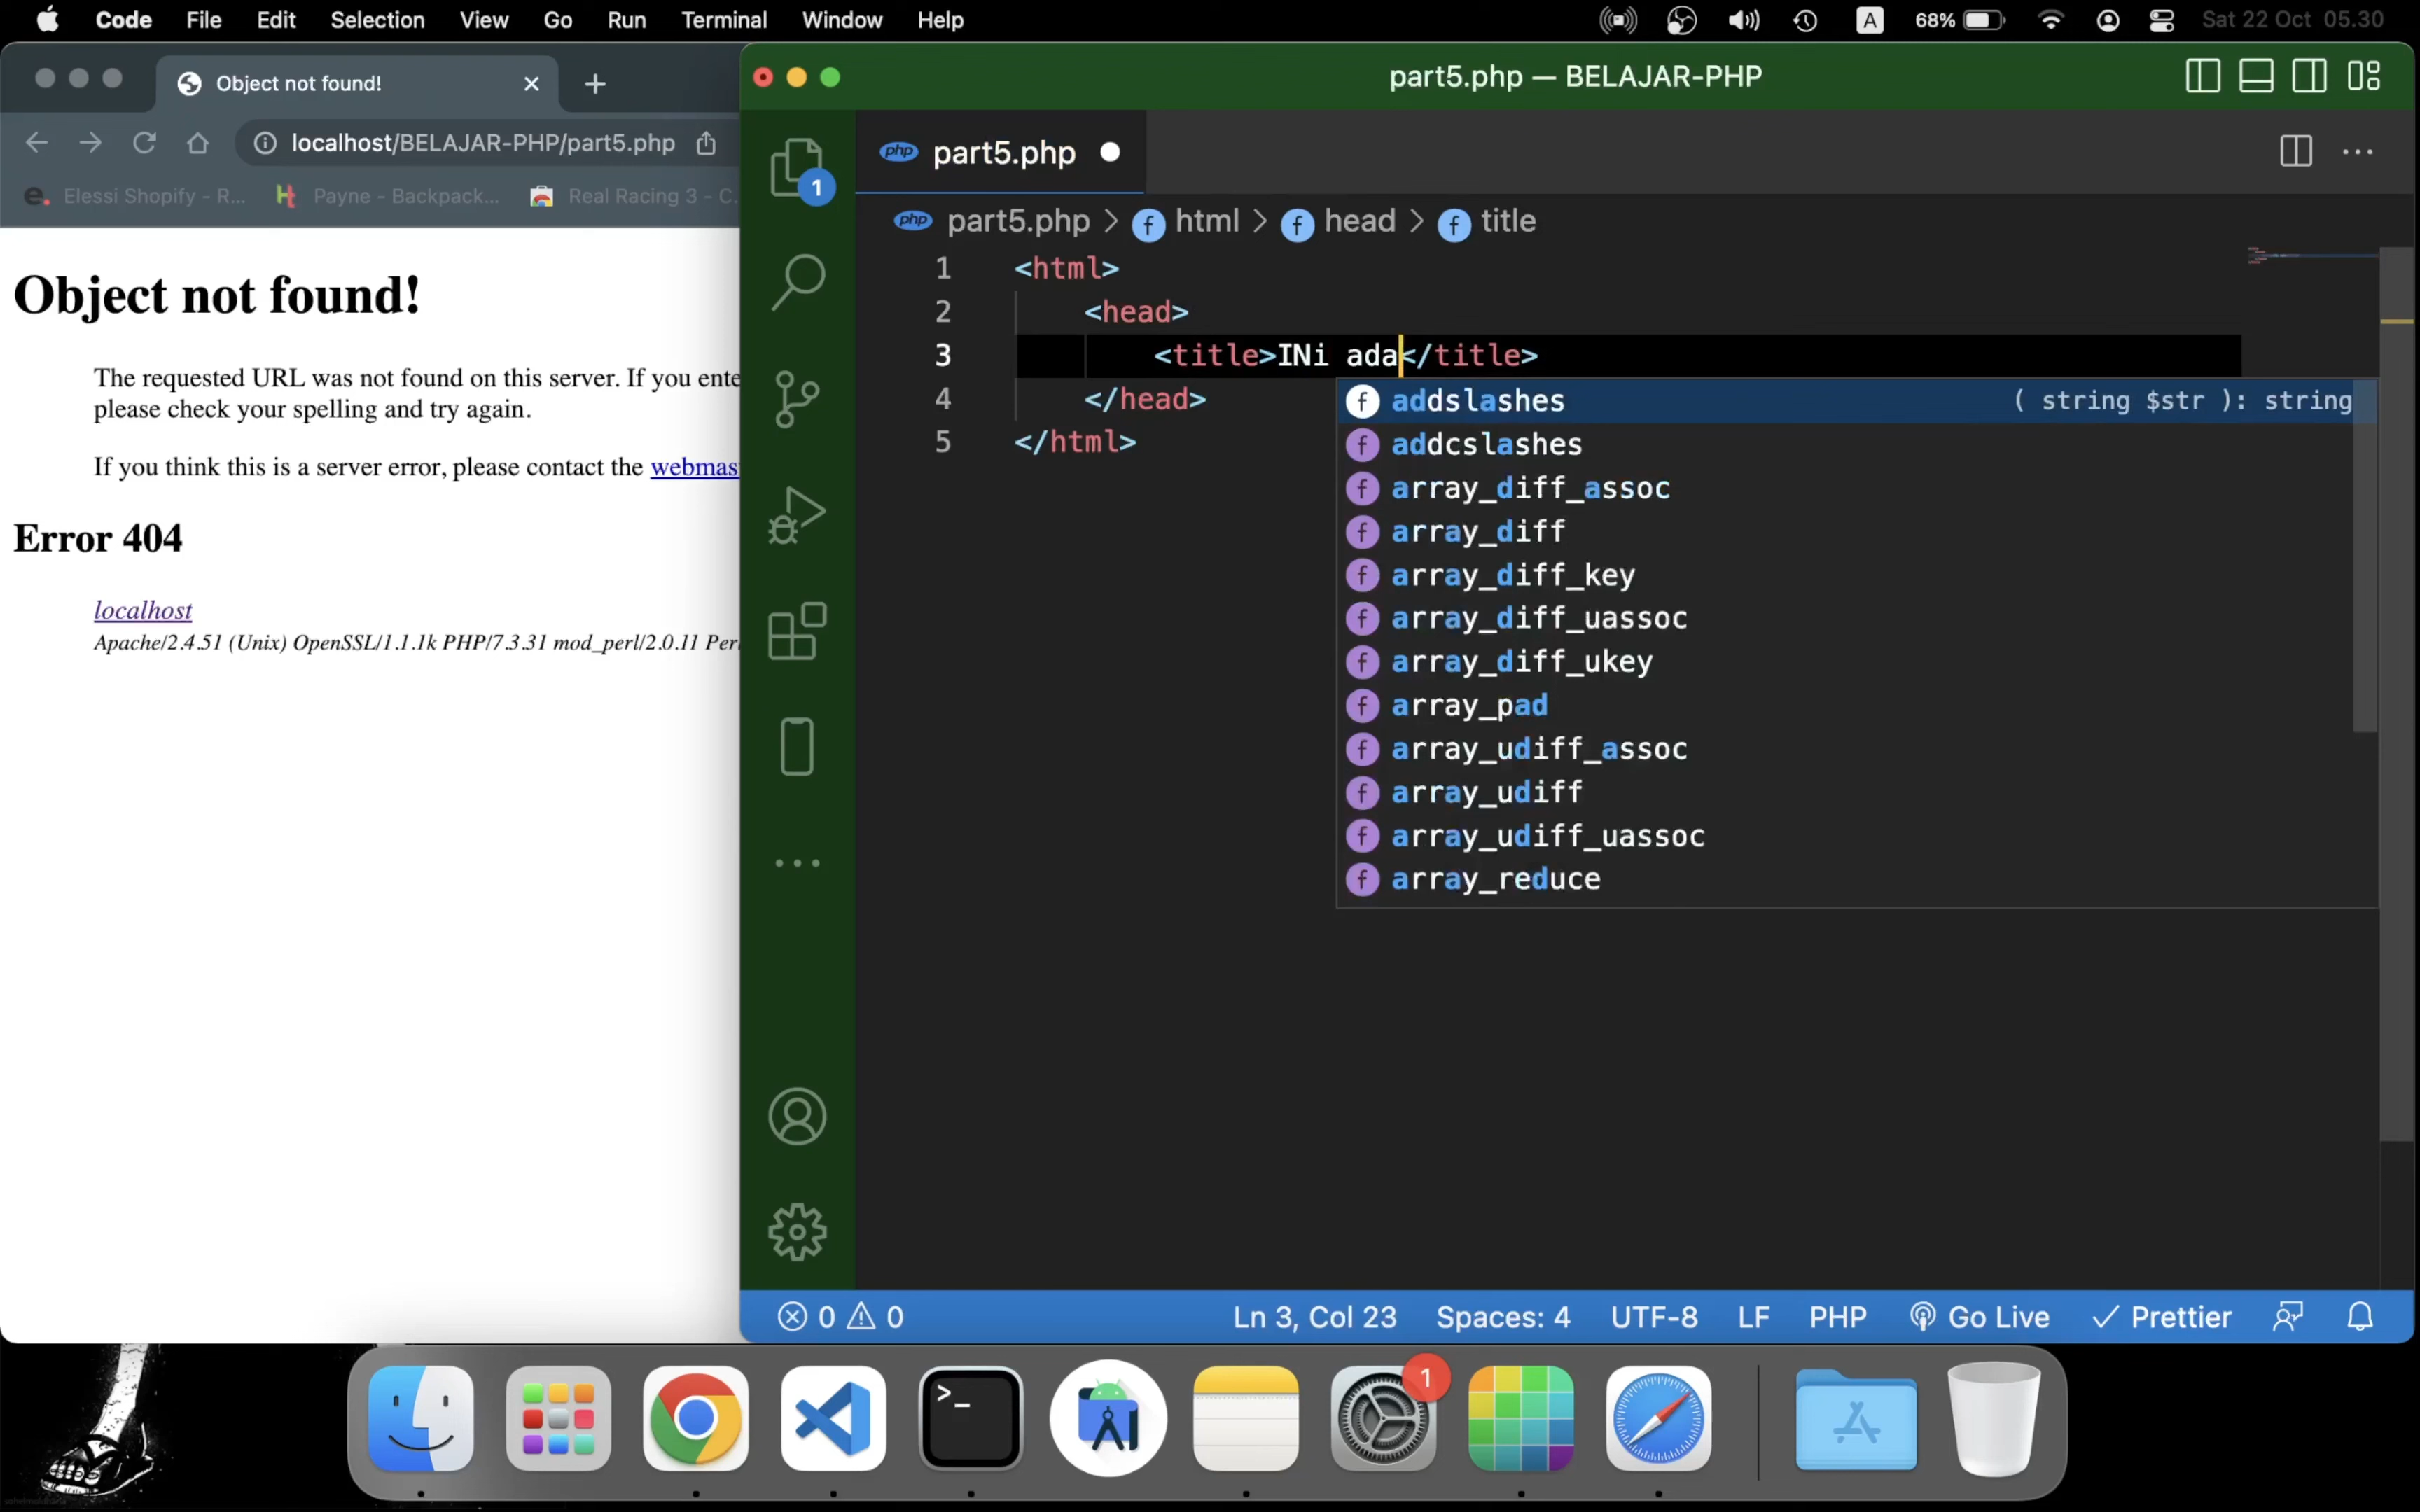 Code File Edit Selection View Go Run Terminal Window Help A 68% Sat 22 Oct 05.30
Object not found!
localhost/BELAJAR-PHP/part5.php
Elessi Shopify - R... Payne - Backpack... Real Racing 3 - C.
Object not found!
The requested URL was not found on this server. If you ente
please check your spelling and try again.
If you think this is a server error, please contact the webmas
Error 404
localhost
Apache/2.4.51 (Unix) OpenSSL/1.1.1k PHP/7.3.31 mod_perl/2.0.11 Per
part5.php — BELAJAR-PHP
1
php part5.php
php part5.php > html > head > title
1 <html>
2 <head>
3 <title>INi ada</title>
4 </head>
5 </html>
f addslashes ( string $str ): string
f addcslashes
f array_diff_assoc
f array_diff
f array_diff_key
f array_diff_uassoc
f array_diff_ukey
f array_pad
f array_udiff_assoc
f array_udiff
f array_udiff_uassoc
f array_reduce
0 0 Ln 3, Col 23 Spaces: 4 UTF-8 LF PHP Go Live Prettier
1